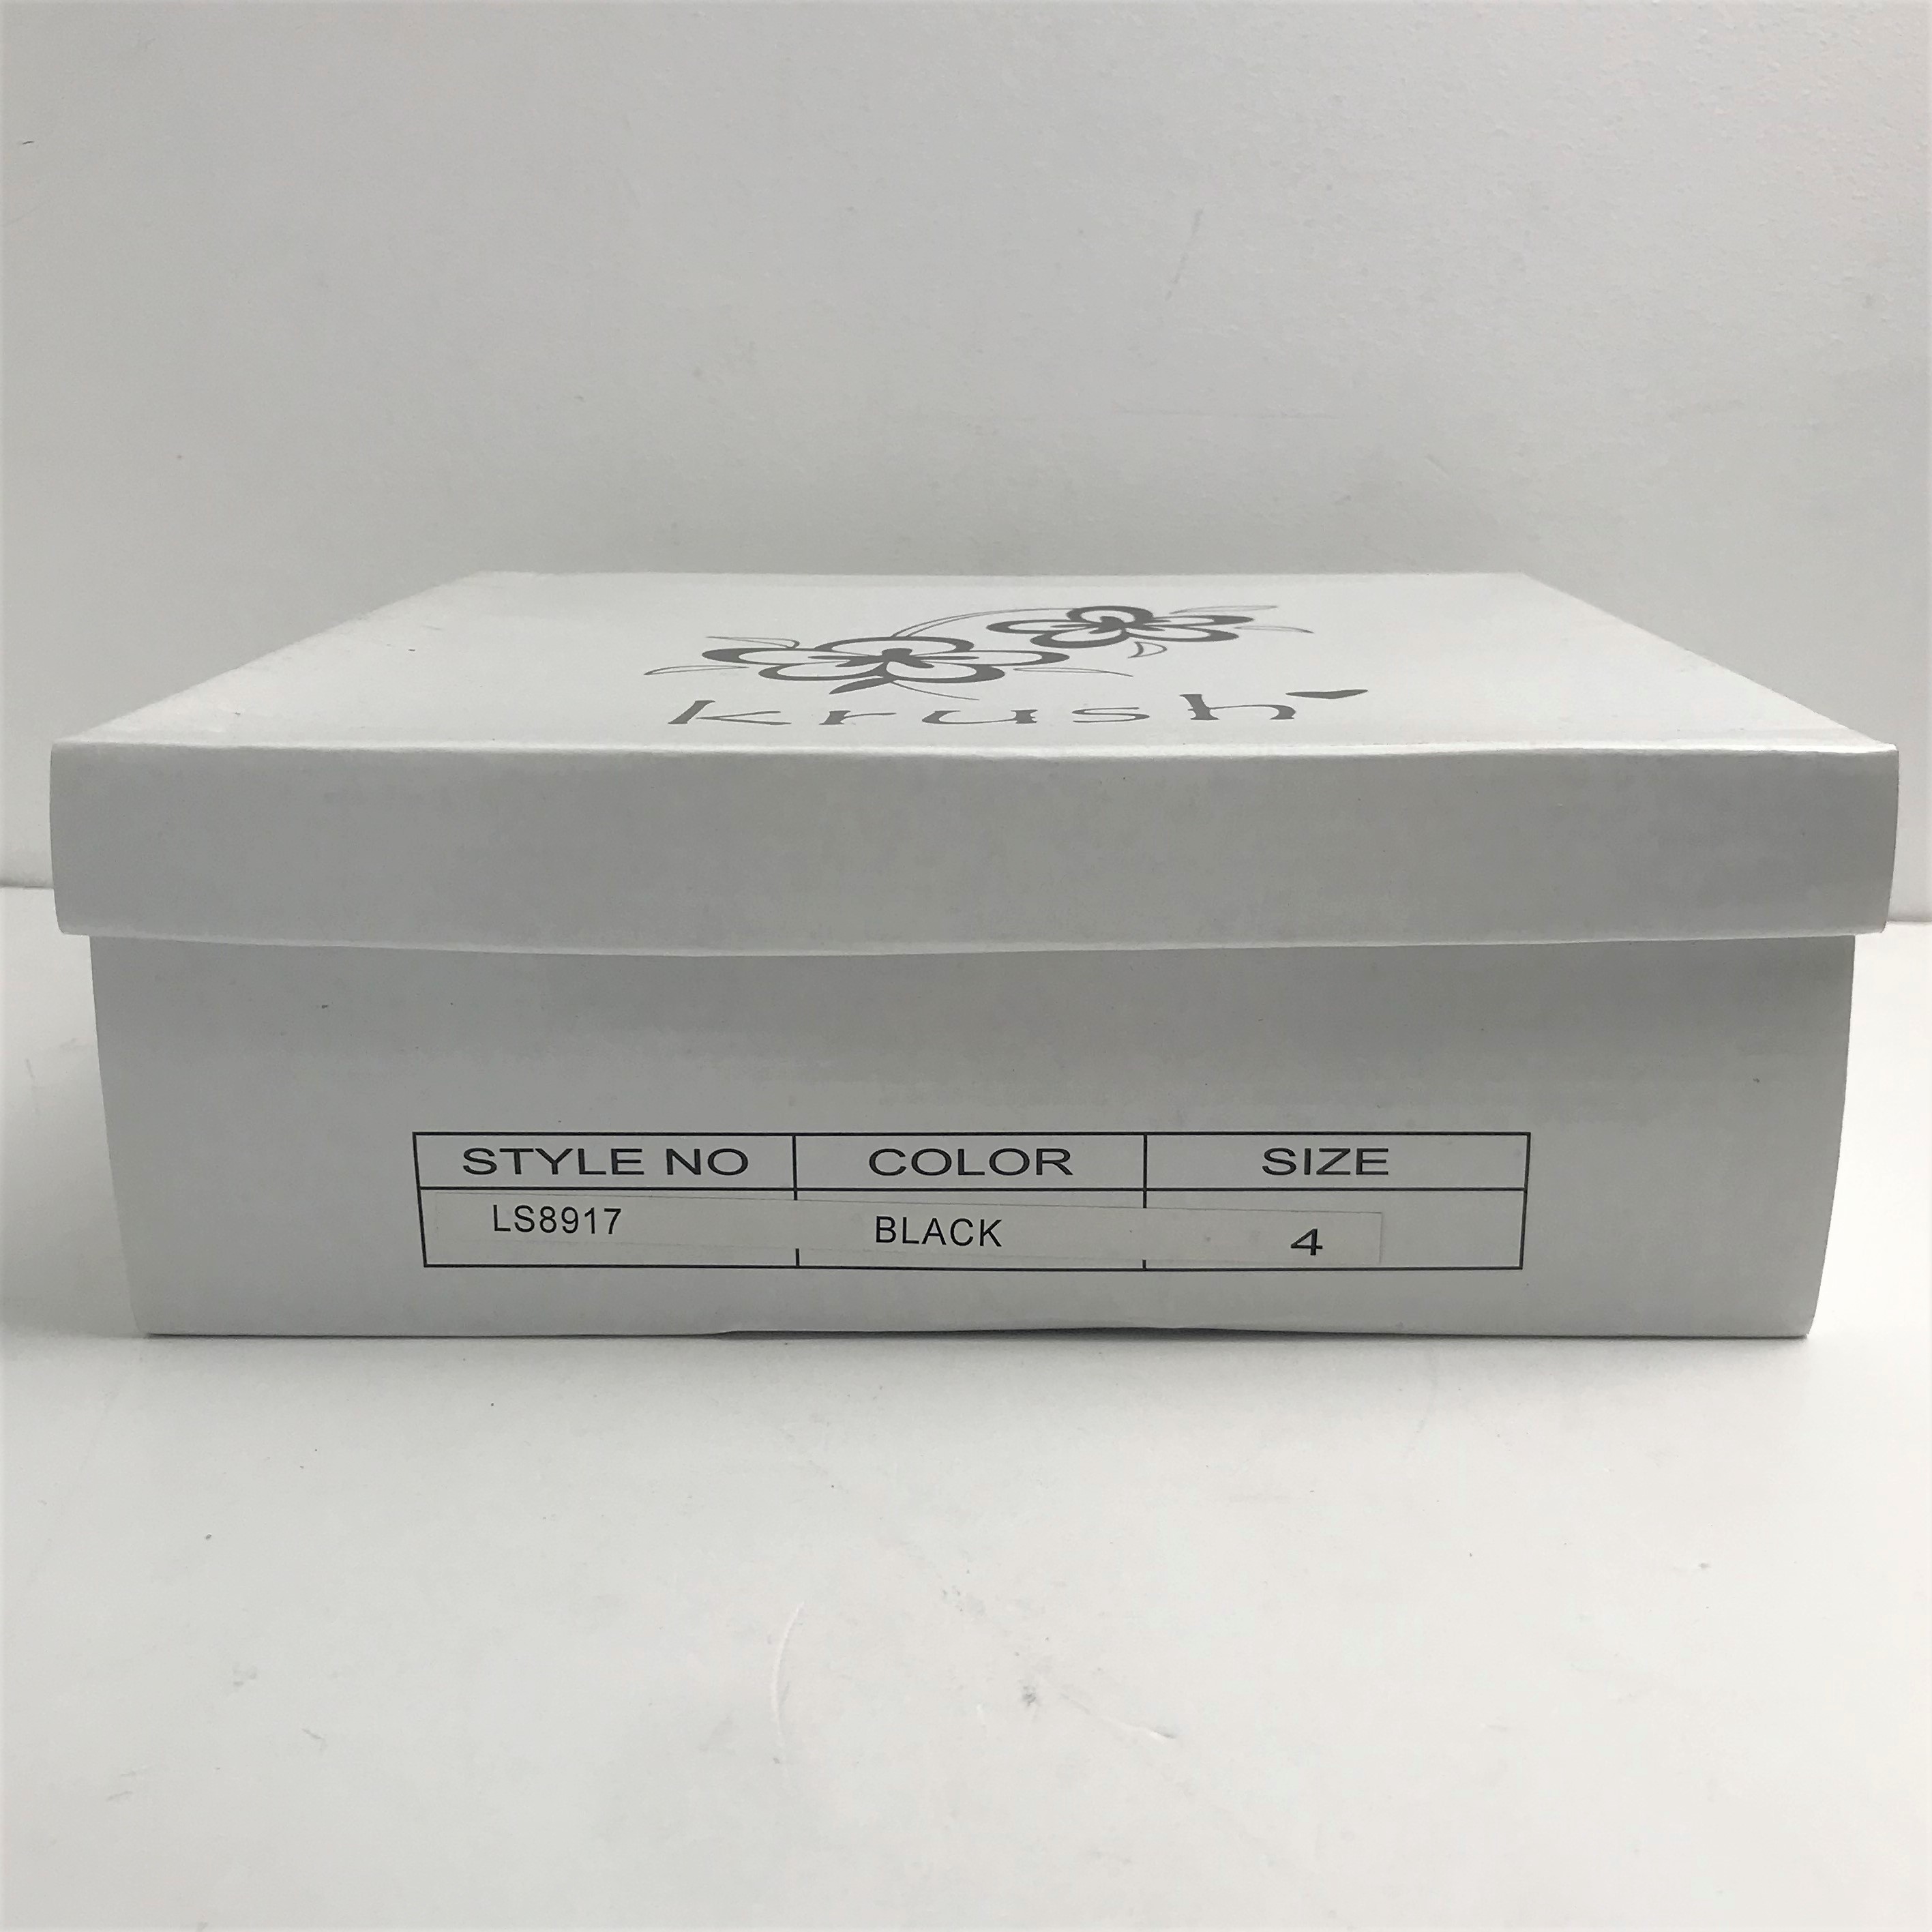 krush
STYLE NO COLOR SIZE
LS8917 BLACK 4